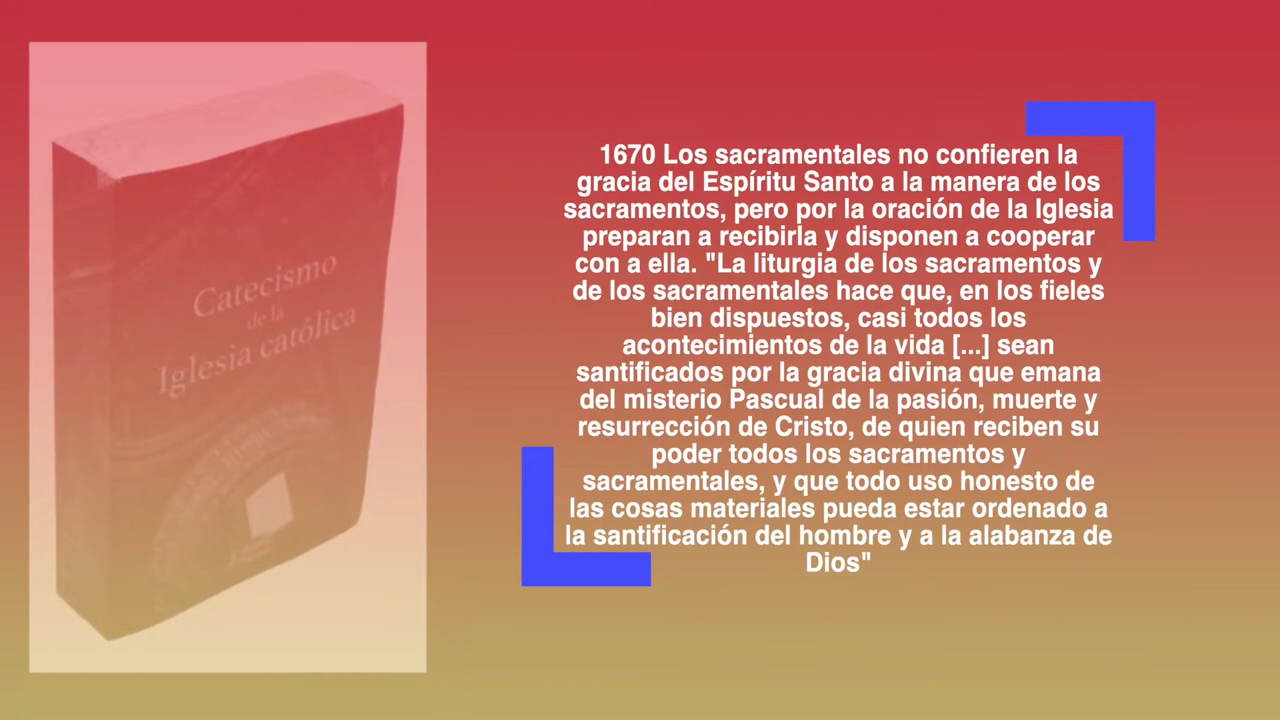 Catecismo
de la
Iglesia católica
1670 Los sacramentales no confieren la
gracia del Espíritu Santo a la manera de los
sacramentos, pero por la oración de la Iglesia
preparan a recibirla y disponen a cooperar
con a ella. "La liturgia de los sacramentos y
de los sacramentales hace que, en los fieles
bien dispuestos, casi todos los
acontecimientos de la vida [...] sean
santificados por la gracia divina que emana
del misterio Pascual de la pasión, muerte y
resurrección de Cristo, de quien reciben su
poder todos los sacramentos y
sacramentales, y que todo uso honesto de
las cosas materiales pueda estar ordenado a
la santificación del hombre y a la alabanza de
Dios"